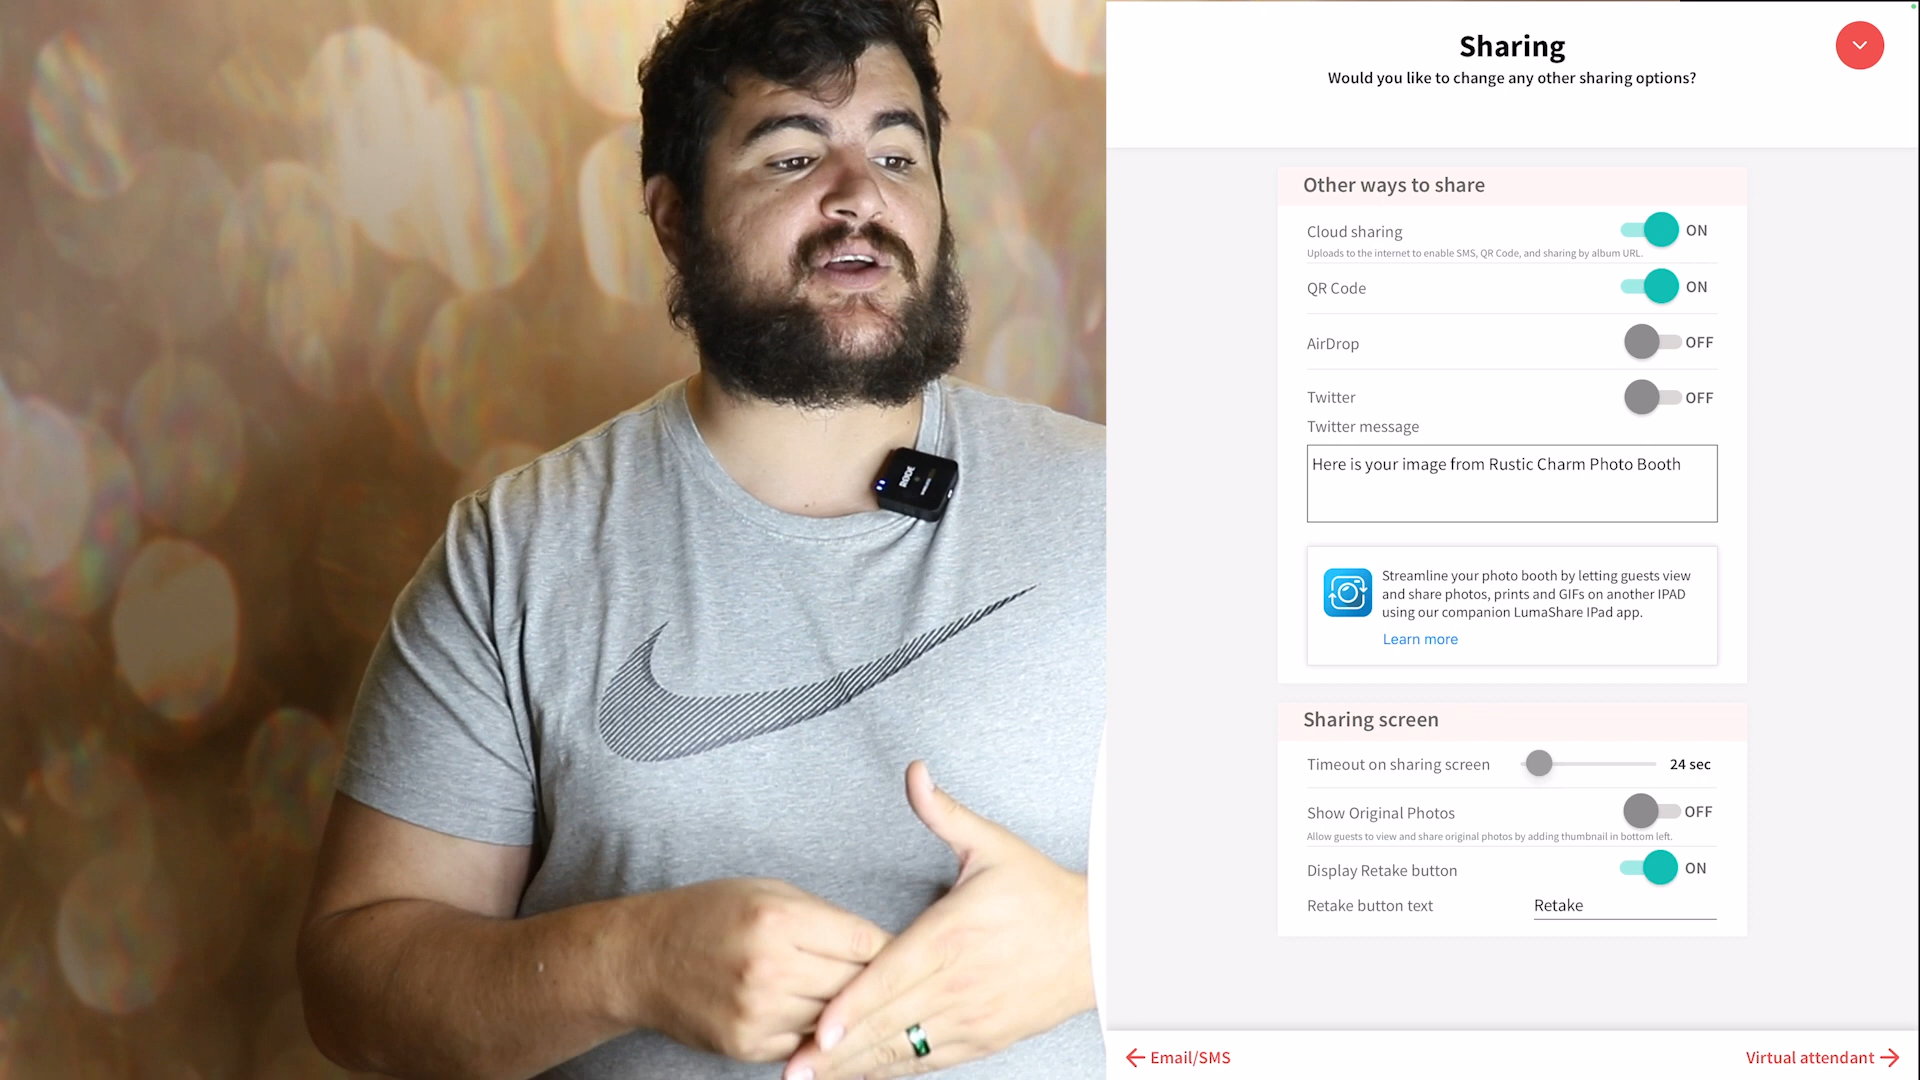 Sharing
Would you like to change any other sharing options?
Other ways to share
Cloud sharing ON
Uploads to the internet to enable SMS, QR Code, and sharing by album URL.
QR Code ON
AirDrop OFF
Twitter OFF
Twitter message
Here is your image from Rustic Charm Photo Booth
Streamline your photo booth by letting guests view
and share photos, prints and GIFs on another IPAD
using our companion LumaShare IPad app.
Learn more
Sharing screen
Timeout on sharing screen 24 sec
Show Original Photos OFF
Allow guests to view and share original photos by adding thumbnail in bottom left.
Display Retake button ON
Retake button text Retake
Email/SMS
Virtual attendant
RODE